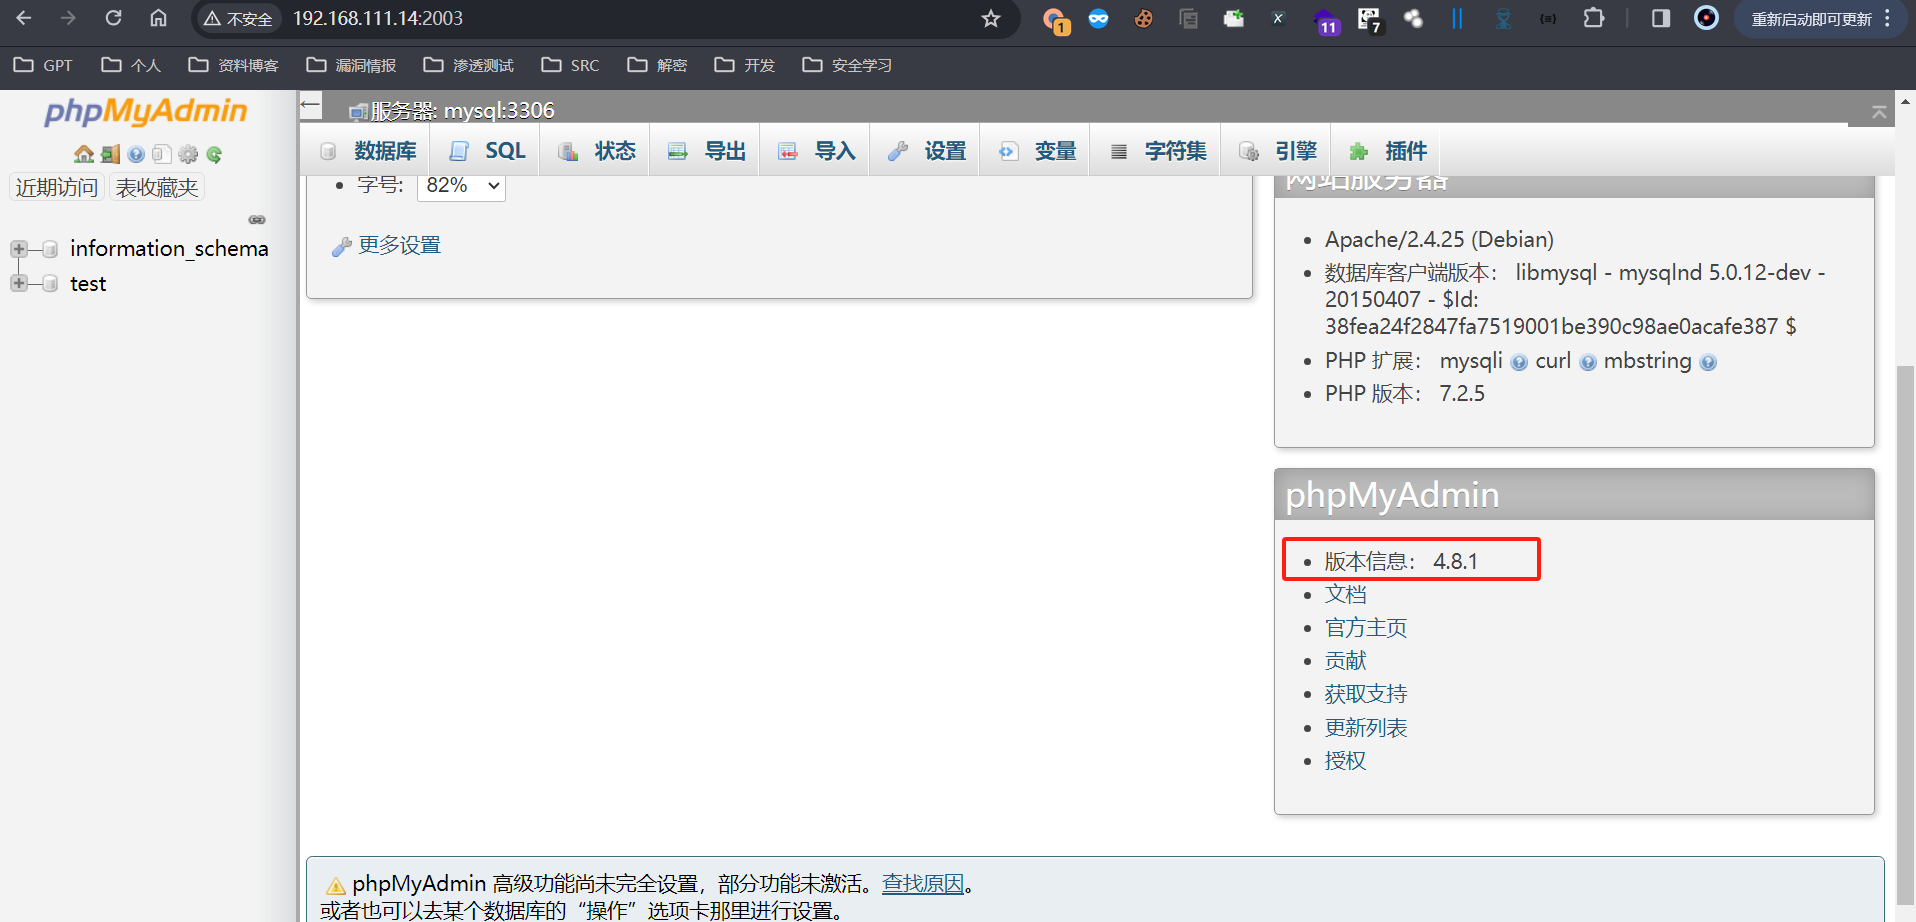 不安全 192.168.111.14:2003 1 11 7 重新启动即可更新
GPT 个人 资料博客 漏洞情报 渗透测试 SRC 解密 开发 安全学习
phpMyAdmin
近期访问 表收藏夹
information_schema
test
服务器: mysql:3306
数据库 SQL 状态 导出 导入 设置 变量 字符集 引擎 插件
字号: 82%
更多设置
网站服务器
Apache/2.4.25 (Debian)
数据库客户端版本: libmysql - mysqlnd 5.0.12-dev -
20150407 - $Id:
38fea24f2847fa7519001be390c98ae0acafe387 $
PHP 扩展: mysqli curl mbstring
PHP 版本: 7.2.5
phpMyAdmin
版本信息: 4.8.1
文档
官方主页
贡献
获取支持
更新列表
授权
phpMyAdmin 高级功能尚未完全设置，部分功能未激活。查找原因。
或者也可以去某个数据库的“操作”选项卡那里进行设置。